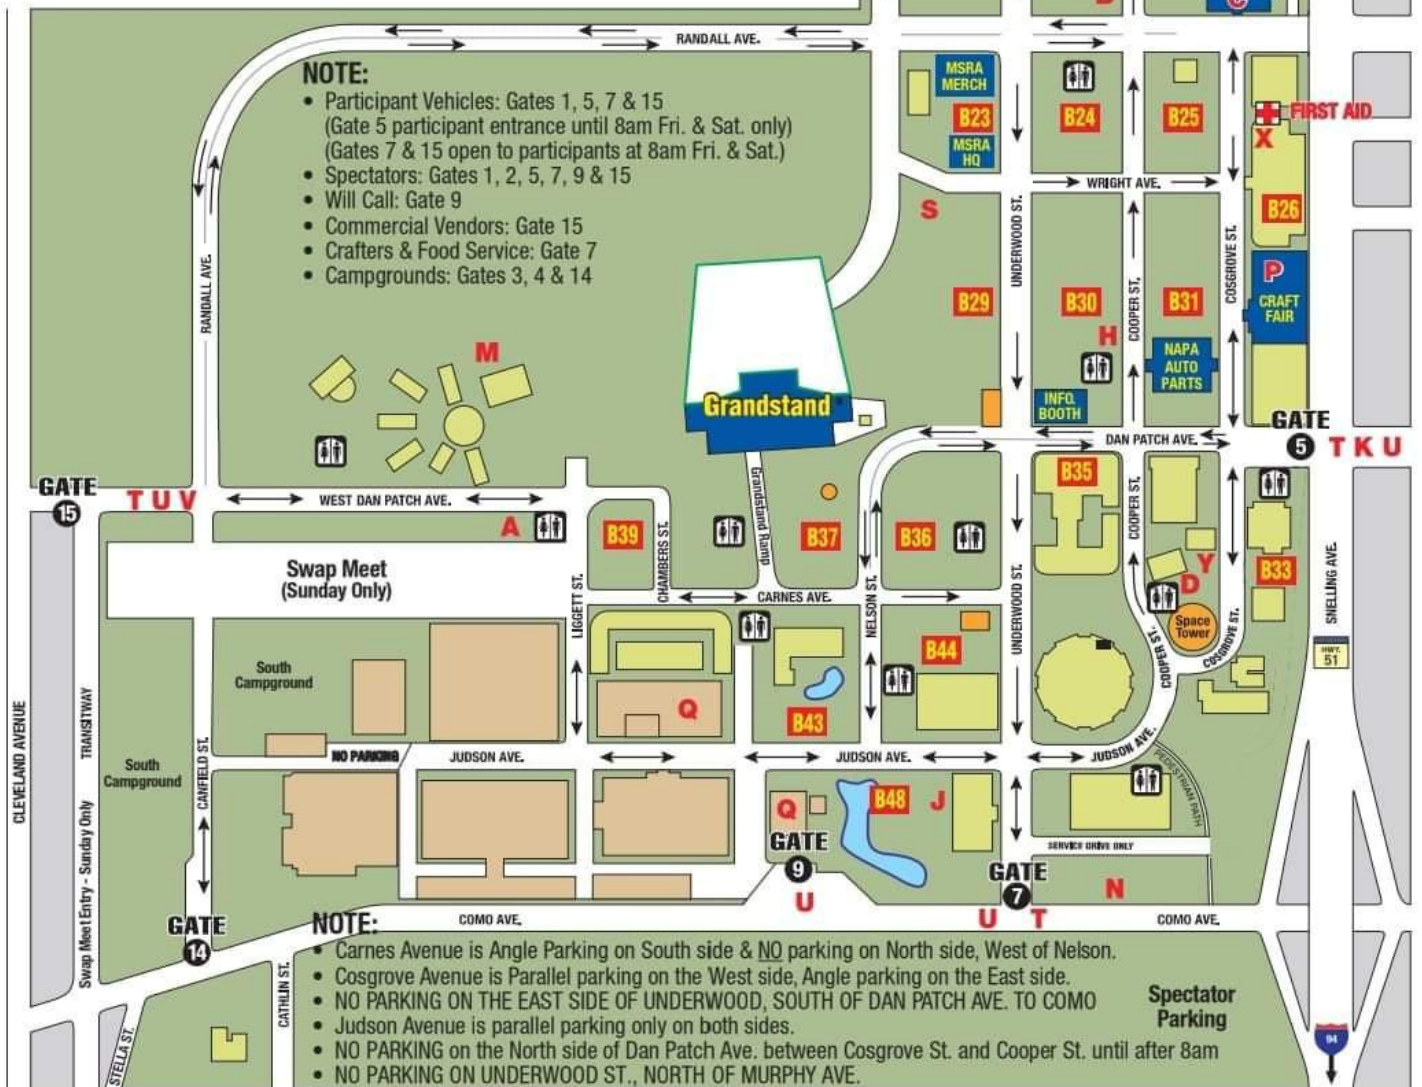 C
RANDALL AVE.
NOTE:
• Participant Vehicles: Gates 1, 5, 7 & 15
(Gate 5 participant entrance until 8am Fri. & Sat. only)
(Gates 7 & 15 open to participants at 8am Fri. & Sat.)
• Spectators: Gates 1, 2, 5, 7, 9 & 15
• Will Call: Gate 9
• Commercial Vendors: Gate 15
• Crafters & Food Service: Gate 7
• Campgrounds: Gates 3, 4 & 14
MSRA
MERCH
B23
MSRA
HQ
B24
B25
FIRST AID
X
WRIGHT AVE.
B26
S
RANDALL AVE.
UNDERWOOD ST.
COOPER ST.
COSGROVE ST.
P
CRAFT
FAIR
B29
B30
B31
H
NAPA
AUTO
PARTS
INFO.
BOOTH
M
Grandstand
GATE
5
T K U
DAN PATCH AVE.
B35
GATE
15
T U V
WEST DAN PATCH AVE.
A
B39
CHAMBERS ST.
Grandstand Ramp
B37
B36
COOPER ST.
Y
D
B33
SNELLING AVE.
Swap Meet
(Sunday Only)
LIGGETT ST.
CARNES AVE.
NELSON ST.
UNDERWOOD ST.
Space
Tower
COOPER ST.
COSGROVE ST.
HWY.
51
B44
South
Campground
Q
B43
CLEVELAND AVENUE
TRANSITWAY
South
Campground
CANFIELD ST.
NO PARKING
JUDSON AVE.
JUDSON AVE.
JUDSON AVE.
PEDESTRIAN PATH
Swap Meet Entry - Sunday Only
Q
B48
J
GATE
9
SERVICE DRIVE ONLY
GATE
7
U
U T
N
GATE
14
COMO AVE.
COMO AVE.
CATHLIN ST.
STELLA ST.
NOTE:
• Carnes Avenue is Angle Parking on South side & NO parking on North side, West of Nelson.
• Cosgrove Avenue is Parallel parking on the West side, Angle parking on the East side.
• NO PARKING ON THE EAST SIDE OF UNDERWOOD, SOUTH OF DAN PATCH AVE. TO COMO
• Judson Avenue is parallel parking only on both sides.
• NO PARKING on the North side of Dan Patch Ave. between Cosgrove St. and Cooper St. until after 8am
• NO PARKING ON UNDERWOOD ST., NORTH OF MURPHY AVE.
Spectator
Parking
94